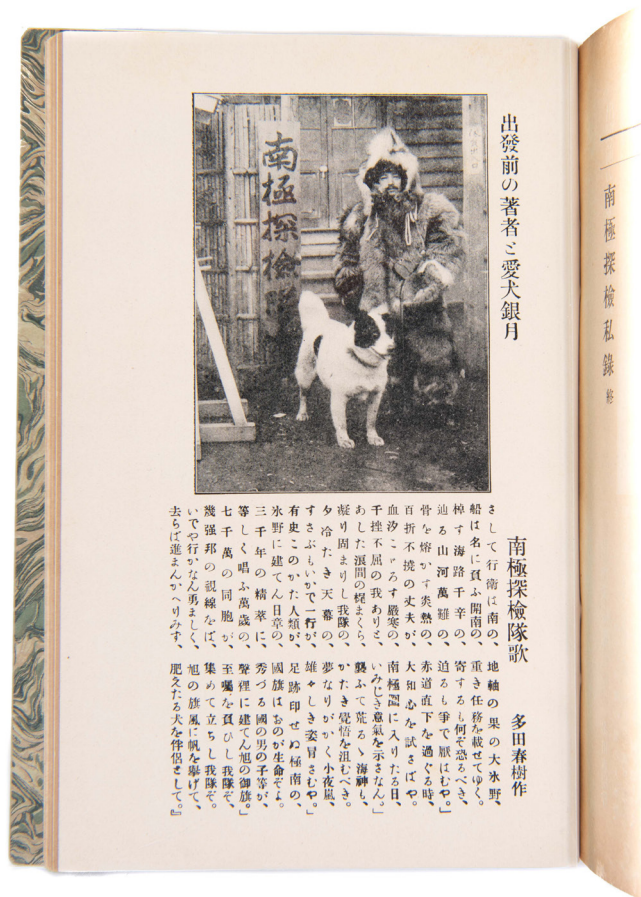 南極探檢私錄 終
出發前の著者と愛犬銀月
南極探檢隊
南極探檢隊歌 多田春樹作
さして行衛は南の、 地軸の果の大氷野、
船は名に負ふ開南の、 重き任務を載せてゆく。
棹す海路千辛の、 寄するも何ぞ恐るべき、
辿る山河萬難の、 迫るも爭で厭はむや。」
骨を熔かす炎熱の、 赤道直下を過ぐる時、
百折不撓の丈夫が、 大和心を試さばや。
血汐こゞろす嚴寒の、 南極圈に入りたる日、
千挫不屈の我ありと、 いみじき意氣を示さなん。」
あした間の楫まくら、 襲ふて荒るゝ海神も、
凝り固まりし我隊の、 かたき覺悟を沮むべき。
夕冷たき天幕の、 夢なりがかく小夜嵐、
すさぶもいかで一行が、 雄々しき姿冒さむや。」
有史このかた人類が、 足跡印せぬ極南の、
氷野に建てん日章の、 國旗はおのが生命ぞよ。
三千年の精萃に、 秀づる國の男の子等が、
等しく唱ふ萬歳の、 聲裡に建てん旭の御旗。」
七千萬の同胞が、 至囑を負ひし我隊ぞ、
幾强邦の視線をば、 集めて立ちし我隊ぞ。
いでや行かなん勇ましく、 旭の旗風に帆を擧げて、
去らば進まんかへりみず、 肥えたる犬を伴侶として。』